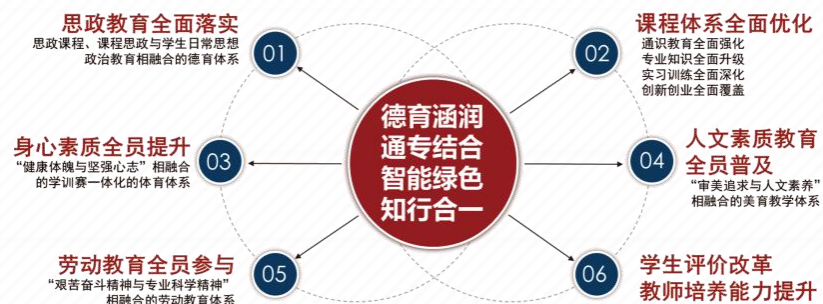 思政教育全面落实
思政课程、课程思政与学生日常思想
政治教育相融合的德育体系
01
课程体系全面优化
通识教育全面强化
专业知识全面升级
实习训练全面深化
创新创业全面覆盖
02
德育涵润
通专结合
智能绿色
知行合一
身心素质全员提升
“健康体魄与坚强心志”相融合
的学训赛一体化的体育体系
03
人文素质教育
全员普及
“审美追求与人文素养”
相融合的美育教学体系
04
劳动教育全员参与
“艰苦奋斗精神与专业科学精神”
相融合的劳动教育体系
05
学生评价改革
教师培养能力提升
06